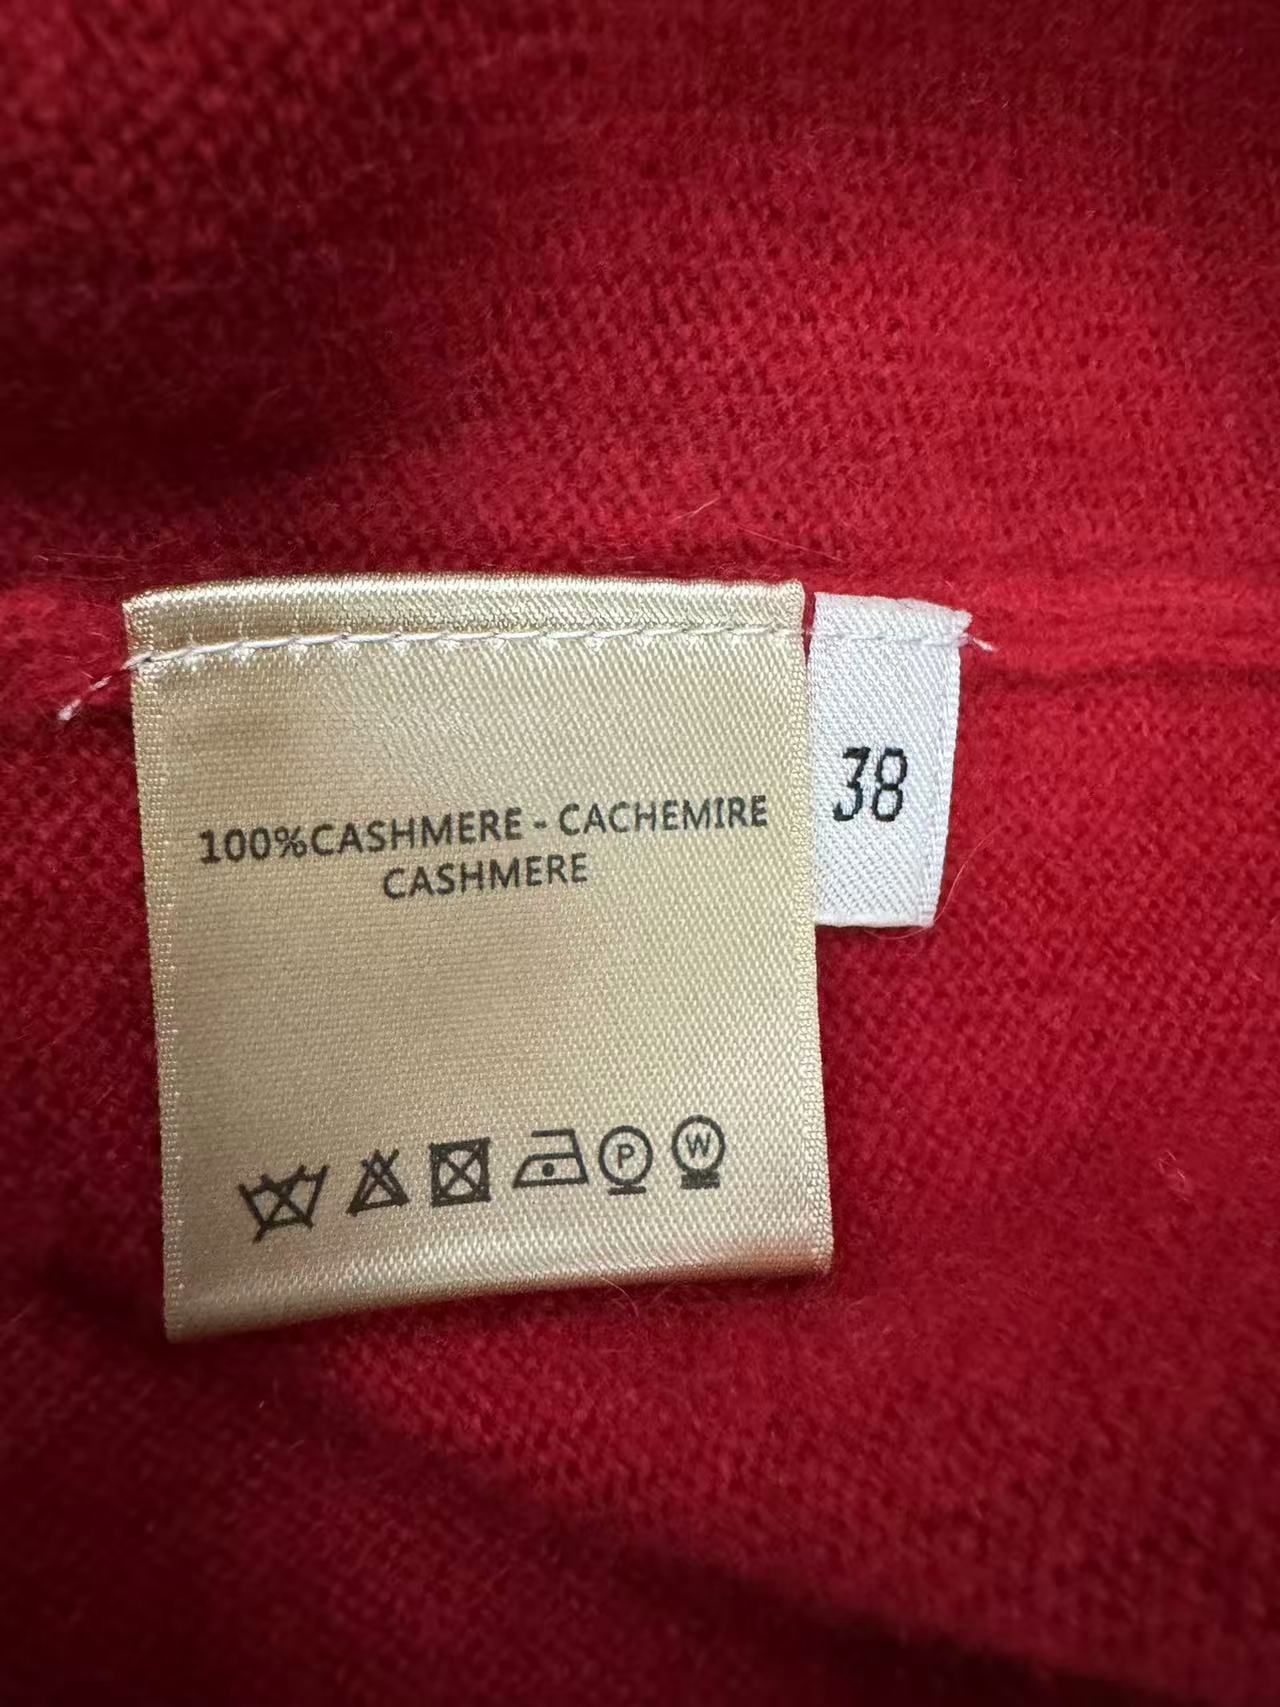 100%CASHMERE - CACHEMIRE
CASHMERE
38
P
W